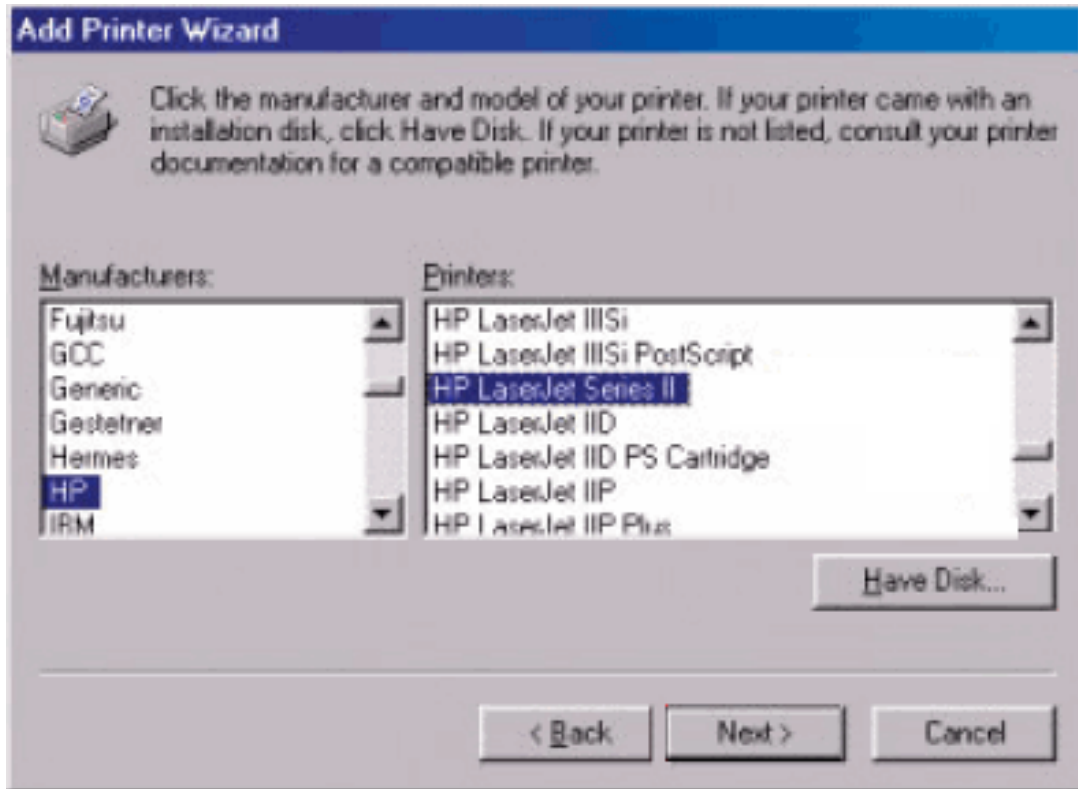 Add Printer Wizard
Click the manufacturer and model of your printer. If your printer came with an
installation disk, click Have Disk. If your printer is not listed, consult your printer
documentation for a compatible printer.
Manufacturers:
Fujitsu
GCC
Generic
Gestetner
Hermes
HP
IBM
Printers:
HP LaserJet IIISi
HP LaserJet IIISi PostScript
HP LaserJet Series II
HP LaserJet IID
HP LaserJet IID PS Cartridge
HP LaserJet IIP
HP LaserJet IIP Plus
Have Disk...
< Back
Next >
Cancel